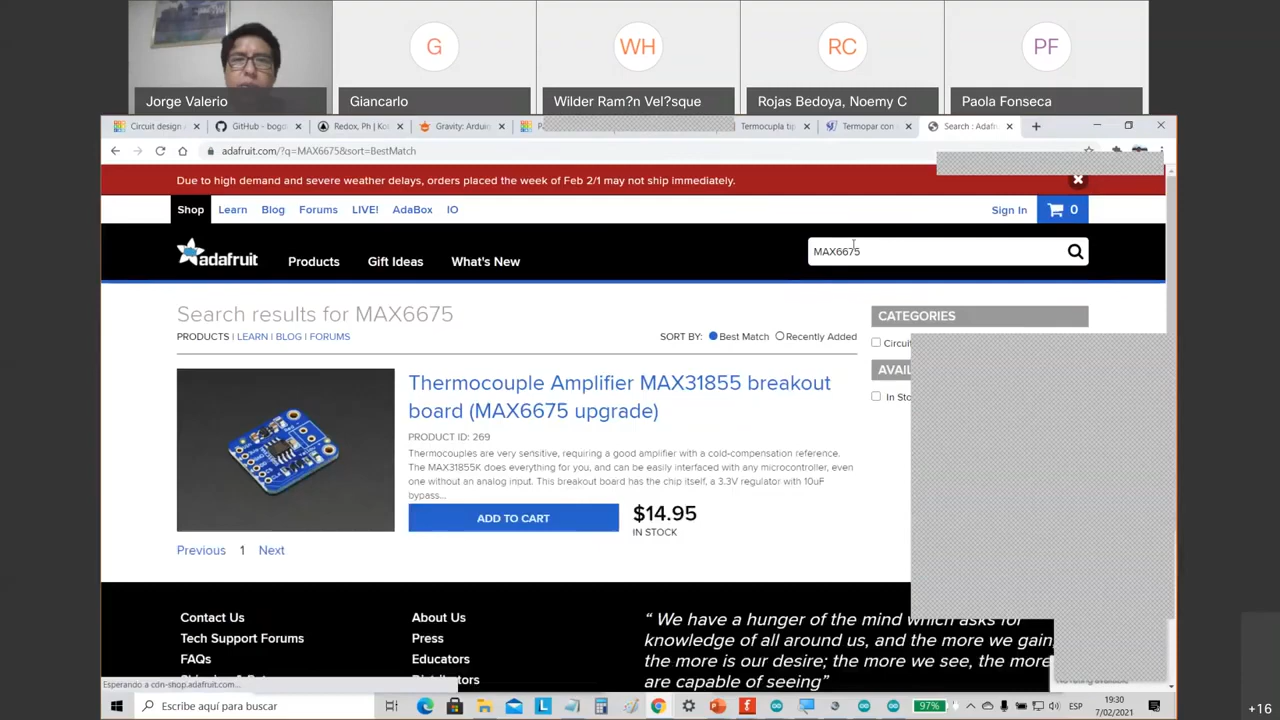 G
WH
RC
PF
Jorge Valerio
Giancarlo
Wilder Ram?n Vel?sque
Rojas Bedoya, Noemy C
Paola Fonseca
Circuit design
GitHub - bogd
Redox, Ph | Kot
Gravity: Arduin
Termocupla tip
Termopar con
Search : Adafru
adafruit.com/?q=MAX6675&sort=BestMatch
Due to high demand and severe weather delays, orders placed the week of Feb 2/1 may not ship immediately.
Shop Learn Blog Forums LIVE! AdaBox IO
Sign In
0
adafruit
Products
Gift Ideas
What's New
MAX6675
Search results for MAX6675
PRODUCTS | LEARN | BLOG | FORUMS
SORT BY: Best Match Recently Added
CATEGORIES
Circuit
AVAI
In Sto
Thermocouple Amplifier MAX31855 breakout
board (MAX6675 upgrade)
PRODUCT ID: 269
Thermocouples are very sensitive, requiring a good amplifier with a cold-compensation reference.
The MAX31855K does everything for you, and can be easily interfaced with any microcontroller, even
one without an analog input. This breakout board has the chip itself, a 3.3V regulator with 10uF
bypass...
ADD TO CART
$14.95
IN STOCK
Previous 1 Next
Contact Us
Tech Support Forums
FAQs
About Us
Press
Educators
Distributors
“ We have a hunger of the mind which asks for
knowledge of all around us, and the more we gain,
the more is our desire; the more we see, the more
are capable of seeing”
Esperando a cdn-shop.adafruit.com...
Escribe aquí para buscar
97%
ESP
19:30
7/02/2021
+16